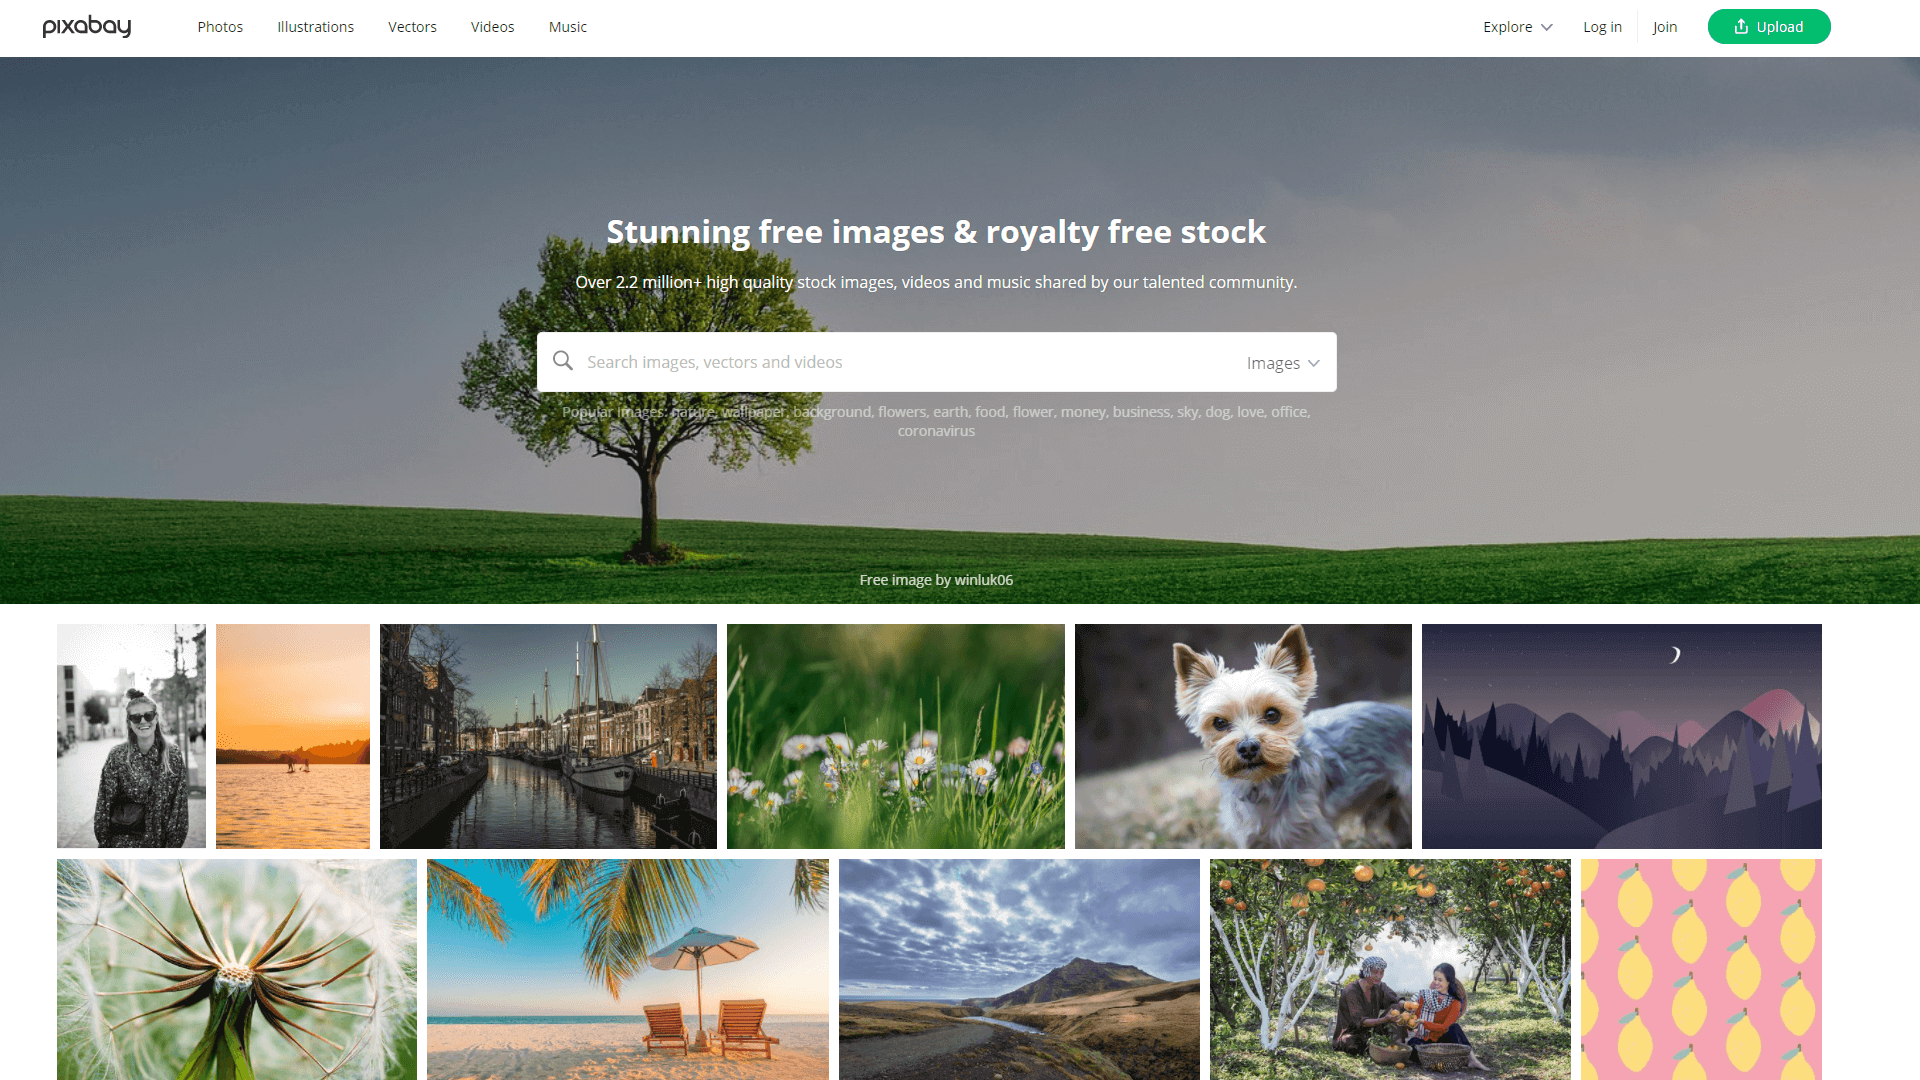 pixabay
Photos
Illustrations
Vectors
Videos
Music
Explore
Log in
Join
Upload
Stunning free images & royalty free stock
Over 2.2 million+ high quality stock images, videos and music shared by our talented community.
Search images, vectors and videos
Images
Popular images: nature, wallpaper, background, flowers, earth, food, flower, money, business, sky, dog, love, office,
coronavirus
Free image by winluk06